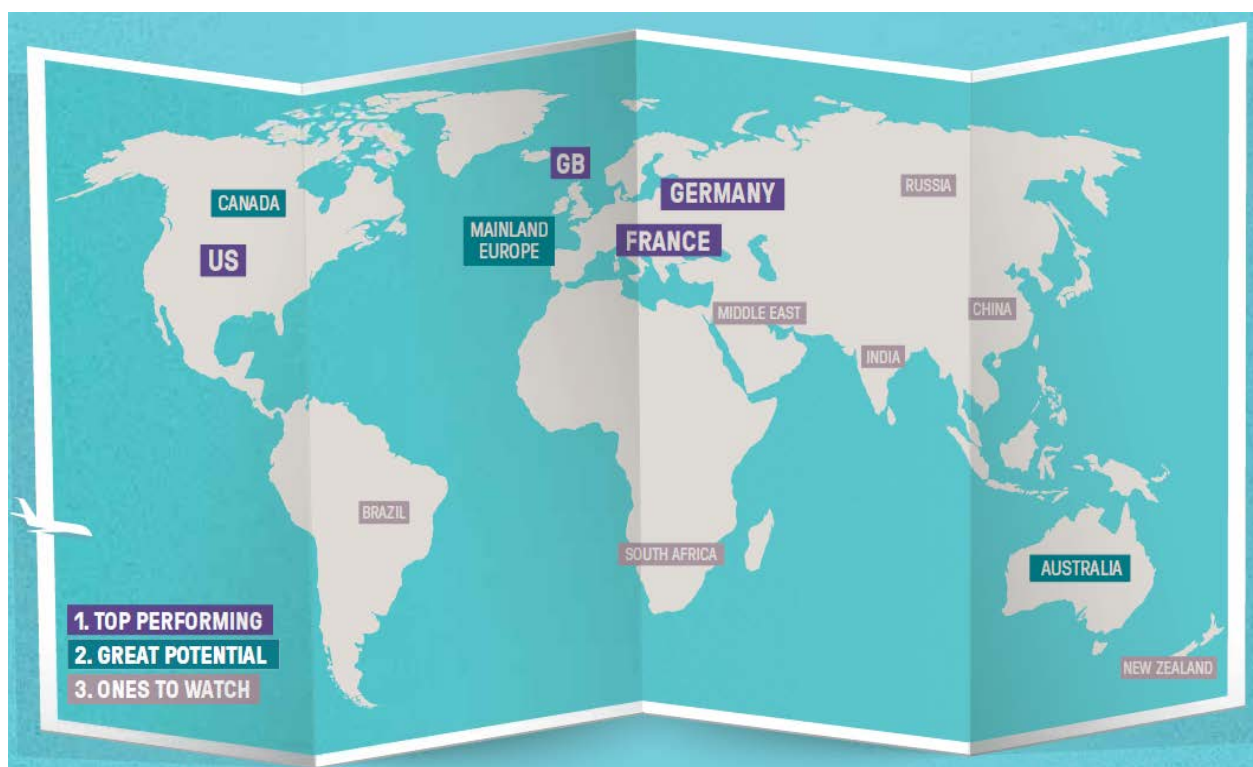 GB
GERMANY
RUSSIA
CANADA
MAINLAND
EUROPE
FRANCE
US
MIDDLE EAST
CHINA
INDIA
BRAZIL
SOUTH AFRICA
AUSTRALIA
NEW ZEALAND
1. TOP PERFORMING
2. GREAT POTENTIAL
3. ONES TO WATCH